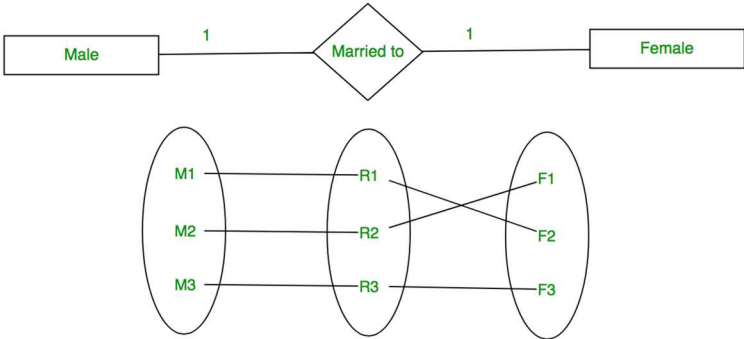 Male 1 Married to 1 Female
M1 R1 F1
M2 R2 F2
M3 R3 F3